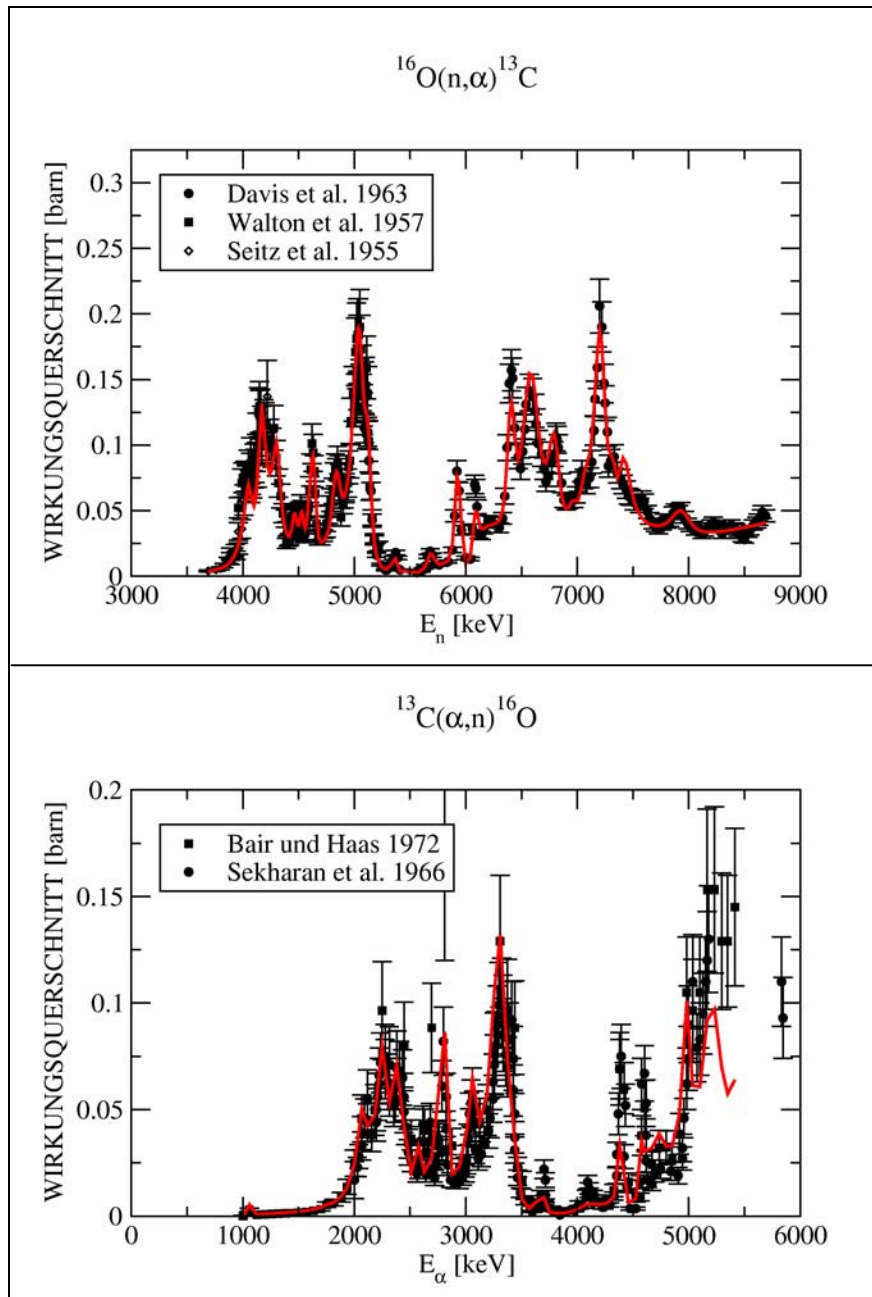 ¹⁶O(n,α)¹³C
WIRKUNGSQUERSCHNITT [barn]
0.3
0.25
0.2
0.15
0.1
0.05
0
Davis et al. 1963
Walton et al. 1957
Seitz et al. 1955
3000 4000 5000 6000 7000 8000 9000
Eₙ [keV]
¹³C(α,n)¹⁶O
WIRKUNGSQUERSCHNITT [barn]
0.2
0.15
0.1
0.05
0
Bair und Haas 1972
Sekharan et al. 1966
0 1000 2000 3000 4000 5000 6000
E_α [keV]